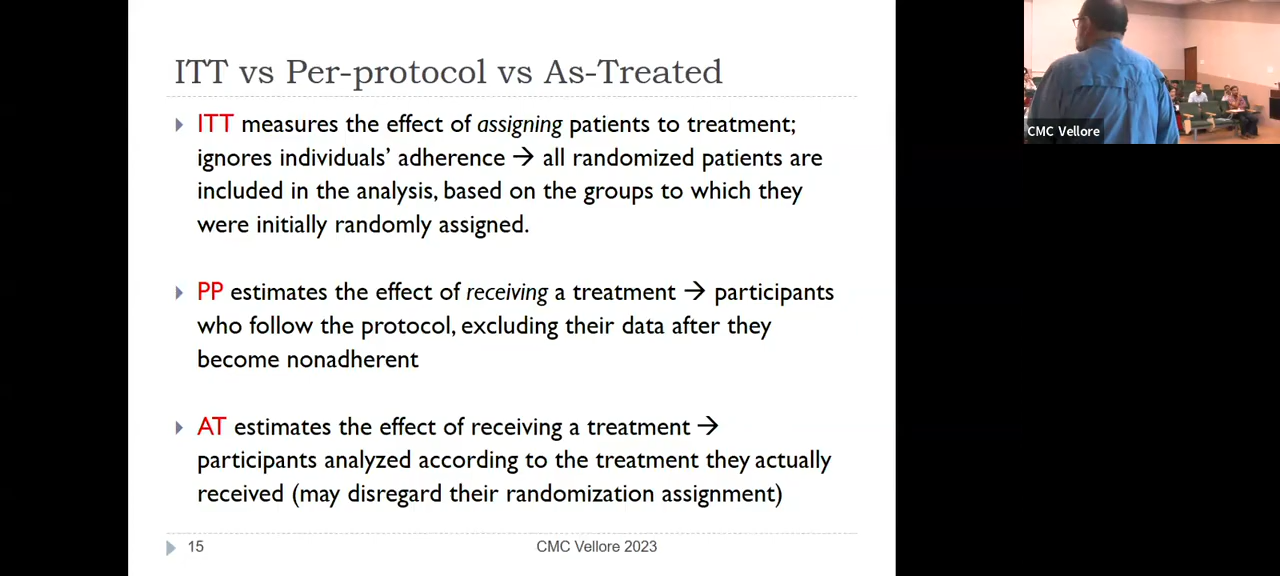 ITT vs Per-protocol vs As-Treated
ITT measures the effect of assigning patients to treatment;
ignores individuals’ adherence → all randomized patients are
included in the analysis, based on the groups to which they
were initially randomly assigned.
PP estimates the effect of receiving a treatment → participants
who follow the protocol, excluding their data after they
become nonadherent
AT estimates the effect of receiving a treatment →
participants analyzed according to the treatment they actually
received (may disregard their randomization assignment)
15
CMC Vellore 2023
CMC Vellore